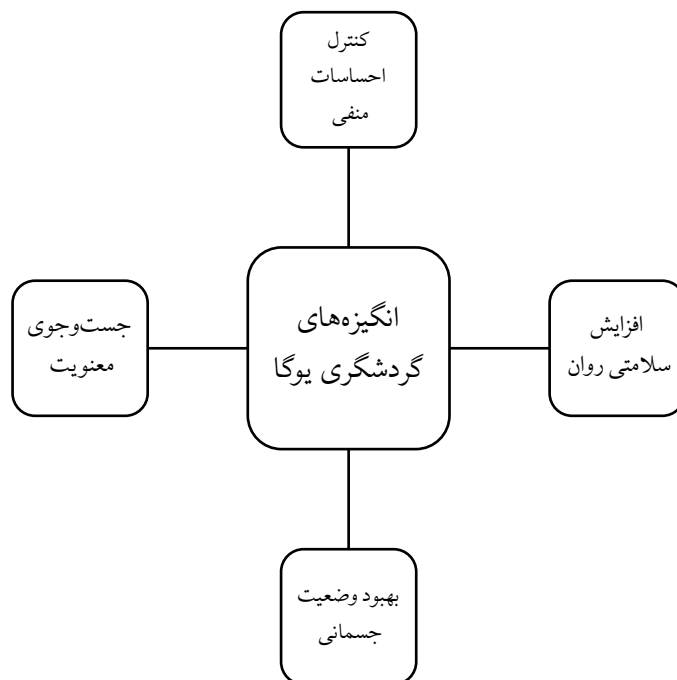 کنترل
احساسات
منفی
انگیزه‌های
گردشگری یوگا
افزایش
سلامتی روان
جست‌وجوی
معنویت
بهبود وضعیت
جسمانی